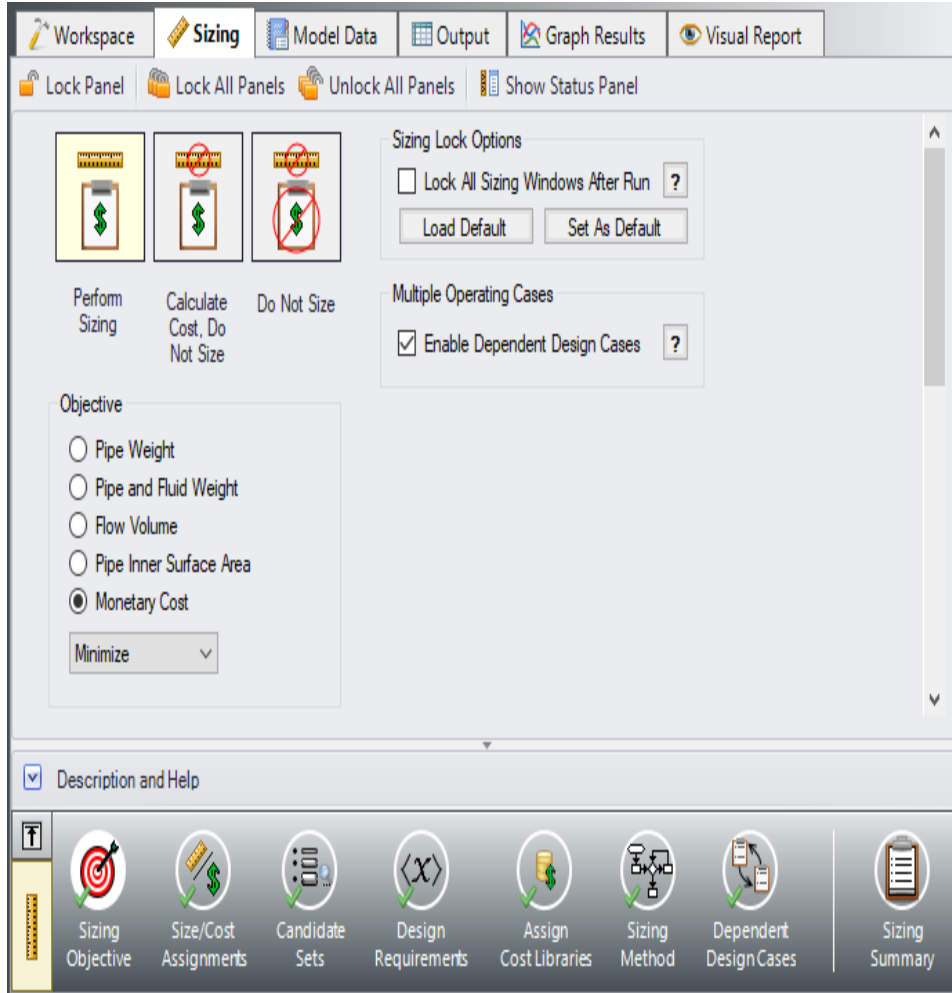 Workspace
Sizing
Model Data
Output
Graph Results
Visual Report
Lock Panel
Lock All Panels
Unlock All Panels
Show Status Panel
Perform
Sizing
Calculate
Cost, Do
Not Size
Do Not Size
Sizing Lock Options
Lock All Sizing Windows After Run
?
Load Default
Set As Default
Multiple Operating Cases
Enable Dependent Design Cases
?
Objective
Pipe Weight
Pipe and Fluid Weight
Flow Volume
Pipe Inner Surface Area
Monetary Cost
Minimize
Description and Help
Sizing
Objective
Size/Cost
Assignments
Candidate
Sets
Design
Requirements
Assign
Cost Libraries
Sizing
Method
Dependent
Design Cases
Sizing
Summary